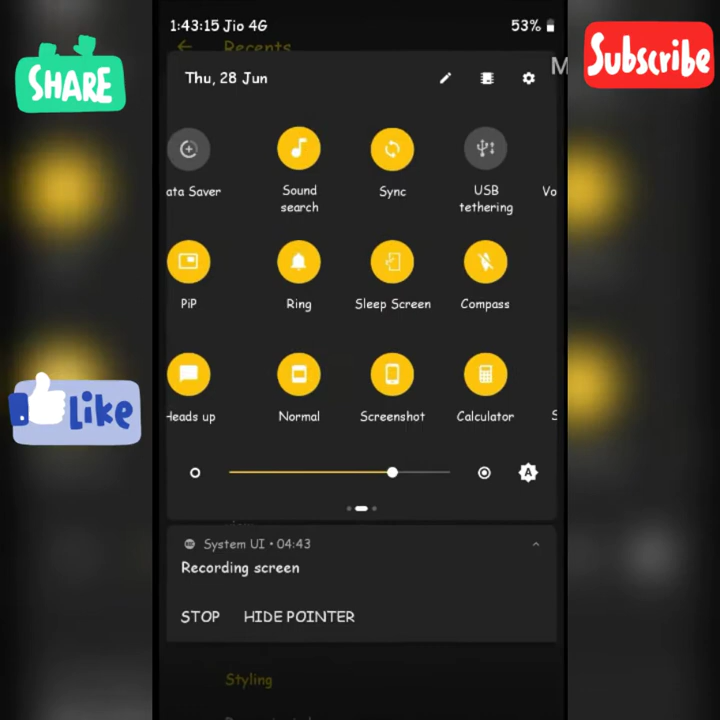 1:43:15 Jio 4G
53%
SHARE
Subscribe
Recents
M
Thu, 28 Jun
ata Saver
Sound
search
Sync
USB
tethering
Vo
PiP
Ring
Sleep Screen
Compass
Heads up
Normal
Screenshot
Calculator
S
Like
A
System UI • 04:43
Recording screen
STOP
HIDE POINTER
Styling